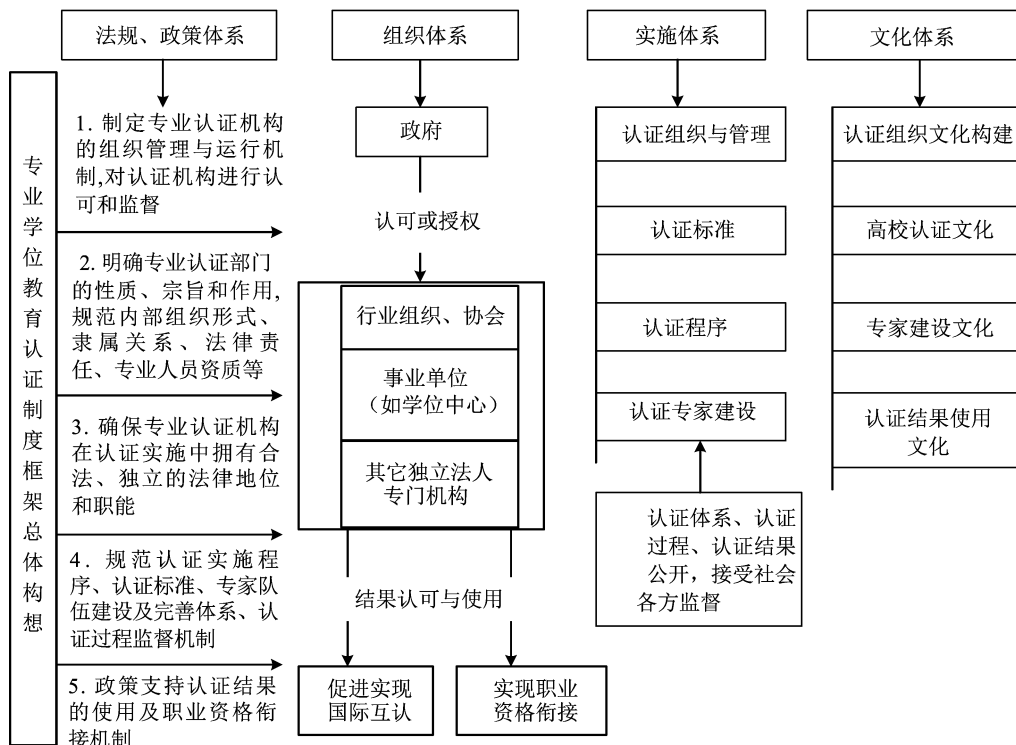 专业学位教育认证制度框架总体构想
法规、政策体系
1. 制定专业认证机构
的组织管理与运行机
制,对认证机构进行认
可和监督
2. 明确专业认证部门
的性质、宗旨和作用,
规范内部组织形式、
隶属关系、法律责
任、专业人员资质等
3. 确保专业认证机构
在认证实施中拥有合
法、独立的法律地位
和职能
4. 规范认证实施程
序、认证标准、专家队
伍建设及完善体系、认
证过程监督机制
5. 政策支持认证结果
的使用及职业资格衔
接机制
组织体系
政府
认可或授权
行业组织、协会
事业单位
（如学位中心）
其它独立法人
专门机构
结果认可与使用
促进实现
国际互认
实现职业
资格衔接
实施体系
认证组织与管理
认证标准
认证程序
认证专家建设
认证体系、认证
过程、认证结果
公开，接受社会
各方监督
文化体系
认证组织文化构建
高校认证文化
专家建设文化
认证结果使用
文化